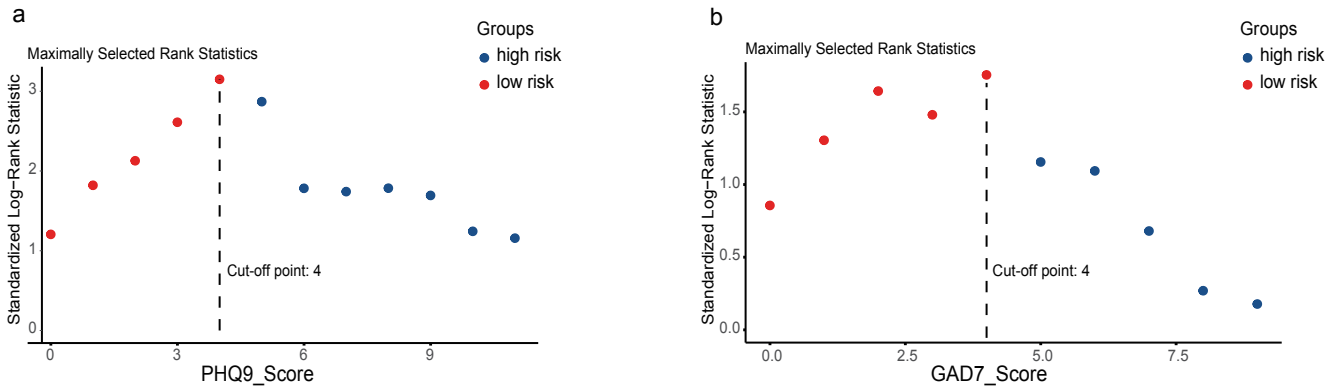 a
Groups
high risk
low risk
Maximally Selected Rank Statistics
Standardized Log-Rank Statistic
3
2
1
0
Cut-off point: 4
0
3
6
9
PHQ9_Score
b
Groups
high risk
low risk
Maximally Selected Rank Statistics
Standardized Log-Rank Statistic
1.5
1.0
0.5
0.0
Cut-off point: 4
0.0
2.5
5.0
7.5
GAD7_Score